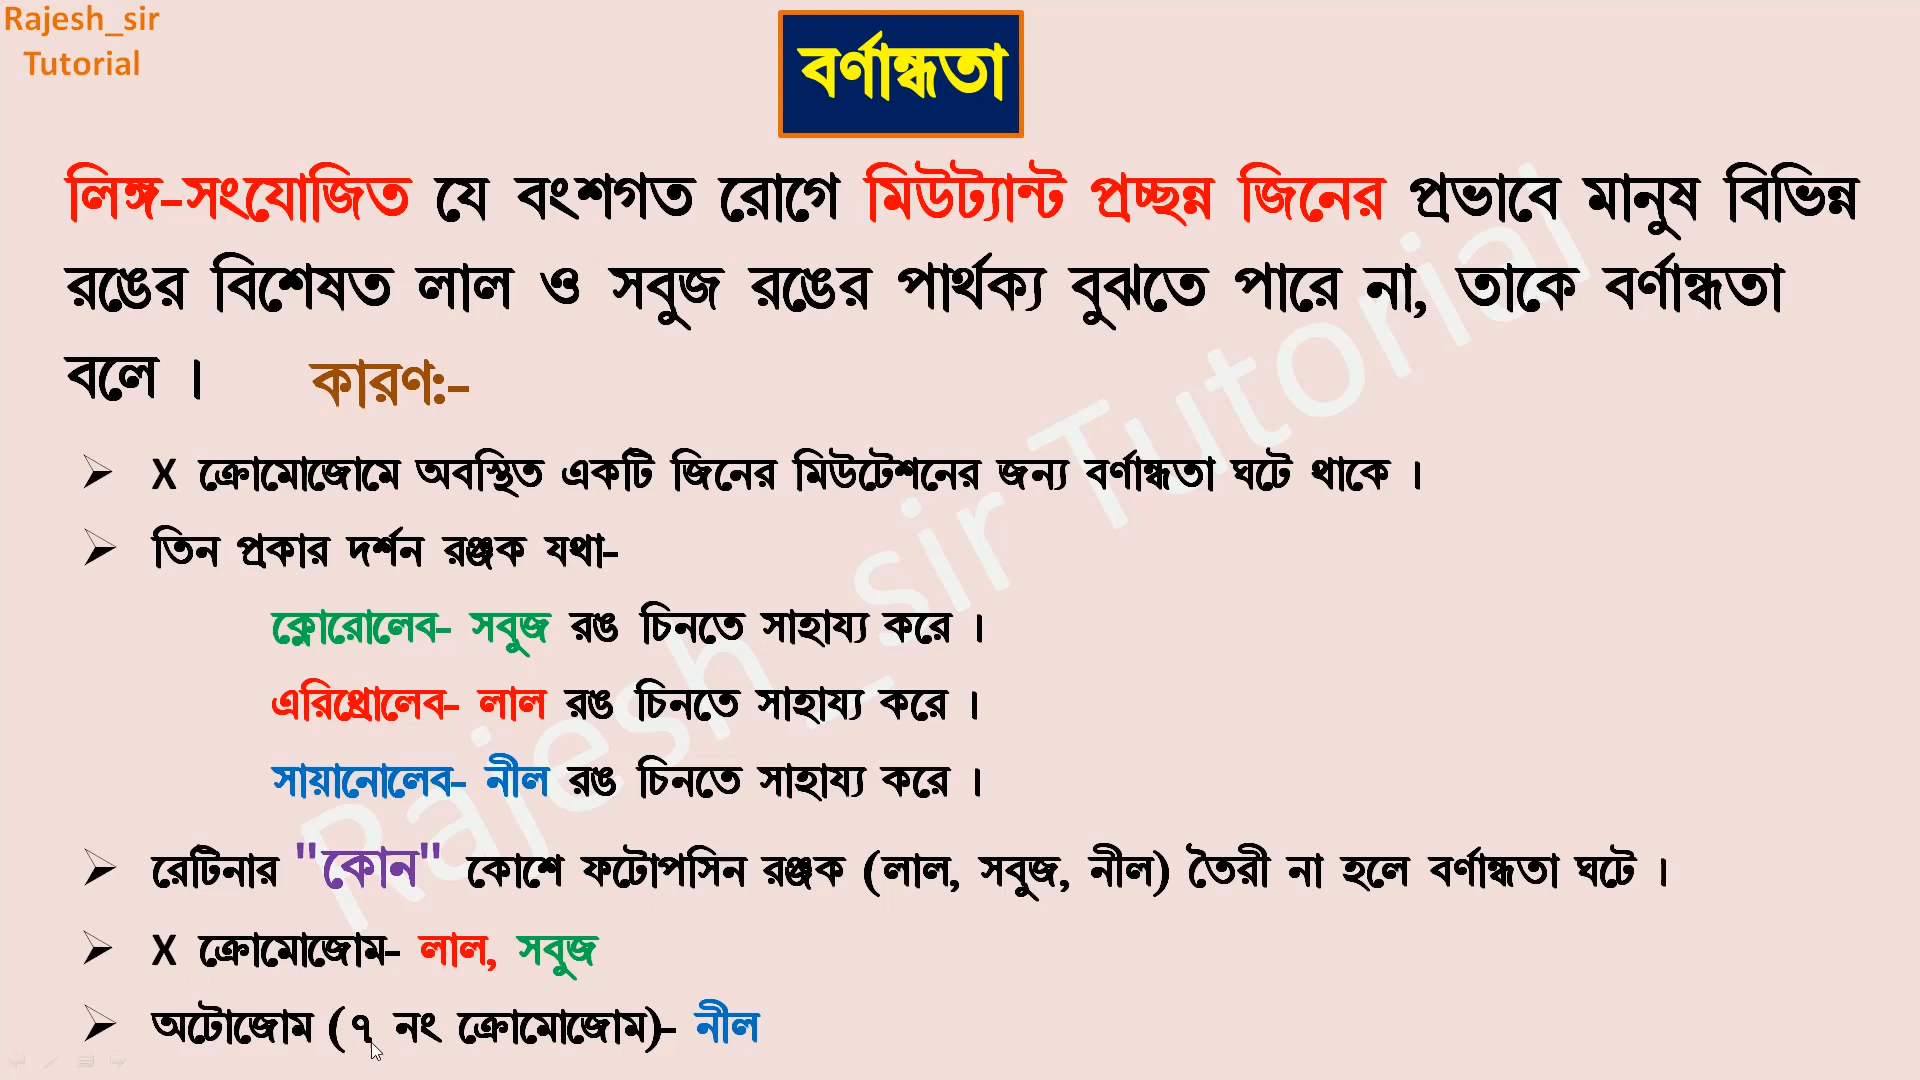 Rajesh_sir
Tutorial
বর্ণান্ধতা
লিঙ্গ-সংযোজিত যে বংশগত রোগে মিউট্যান্ট প্রচ্ছন্ন জিনের প্রভাবে মানুষ বিভিন্ন
রঙের বিশেষত লাল ও সবুজ রঙের পার্থক্য বুঝতে পারে না, তাকে বর্ণান্ধতা
বলে । কারণ:-
X ক্রোমোজোমে অবস্থিত একটি জিনের মিউটেশনের জন্য বর্ণান্ধতা ঘটে থাকে ।
তিন প্রকার দর্শন রঞ্জক যথা-
ক্লোরোলেব- সবুজ রঙ চিনতে সাহায্য করে ।
এরিথ্রোলেব- লাল রঙ চিনতে সাহায্য করে ।
সায়ানোলেব- নীল রঙ চিনতে সাহায্য করে ।
রেটিনার "কোন" কোশে ফটোপসিন রঞ্জক (লাল, সবুজ, নীল) তৈরী না হলে বর্ণান্ধতা ঘটে ।
X ক্রোমোজোম- লাল, সবুজ
অটোজোম (৭ নং ক্রোমোজোম)- নীল
Rajesh_sir Tutorial